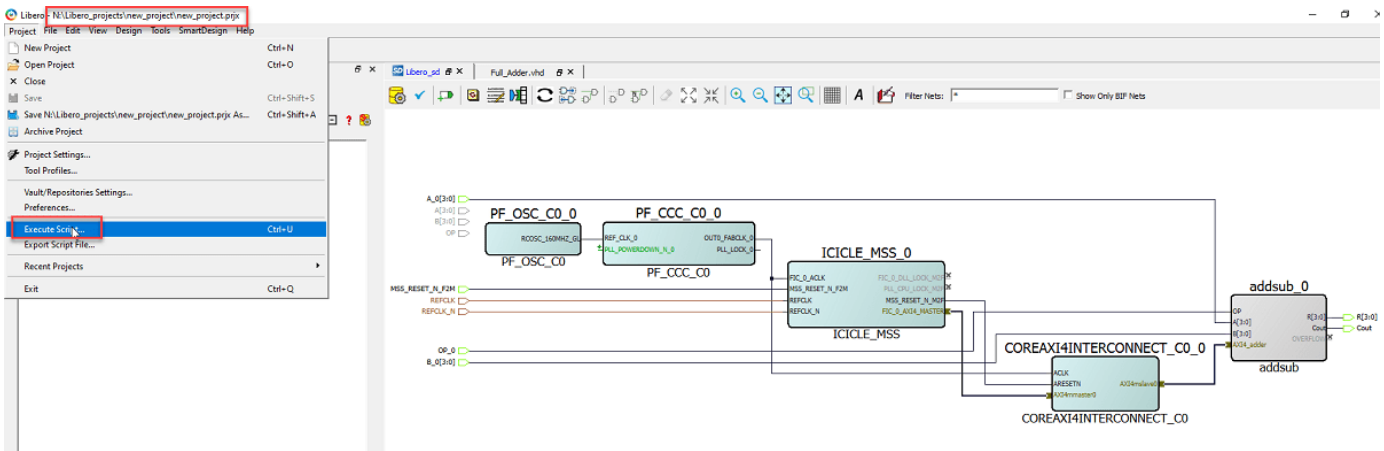 Libero - N:\Libero_projects\new_project\new_project.prjx
Project File Edit View Design Tools SmartDesign Help
New Project Ctrl+N
Open Project Ctrl+O
Close
Save Ctrl+Shift+S
Save N:\Libero_projects\new_project\new_project.prjx As... Ctrl+Shift+A
Archive Project
Project Settings...
Tool Profiles...
Vault/Repositories Settings...
Preferences...
Execute Script... Ctrl+U
Export Script File...
Recent Projects
Exit Ctrl+Q
Libero_sd
Full_Adder.vhd
Filter Nets: *
Show Only BIF Nets
A_0[3:0]
A[3:0]
B[3:0]
OP
PF_OSC_C0_0
RCOSC_160MHZ_GL
PF_OSC_C0
PF_CCC_C0_0
REF_CLK_0 OUT0_FABCLK_0
PLL_POWERDOWN_N_0 PLL_LOCK_0
PF_CCC_C0
MSS_RESET_N_F2M
REFCLK
REFCLK_N
OP_0
B_0[3:0]
ICICLE_MSS_0
FIC_0_ACLK FIC_0_DLL_LOCK_M2F
MSS_RESET_N_F2M PLL_CPU_LOCK_M2F
REFCLK MSS_RESET_N_M2F
REFCLK_N FIC_0_AXI4_MASTER
ICICLE_MSS
COREAXI4INTERCONNECT_C0_0
ACLK
ARESETN AXI4mslave0
AXI4mmaster0
COREAXI4INTERCONNECT_C0
addsub_0
OP
A[3:0] R[3:0]
B[3:0] Cout
AXI4_adder OVERFLOW
addsub
R[3:0]
Cout